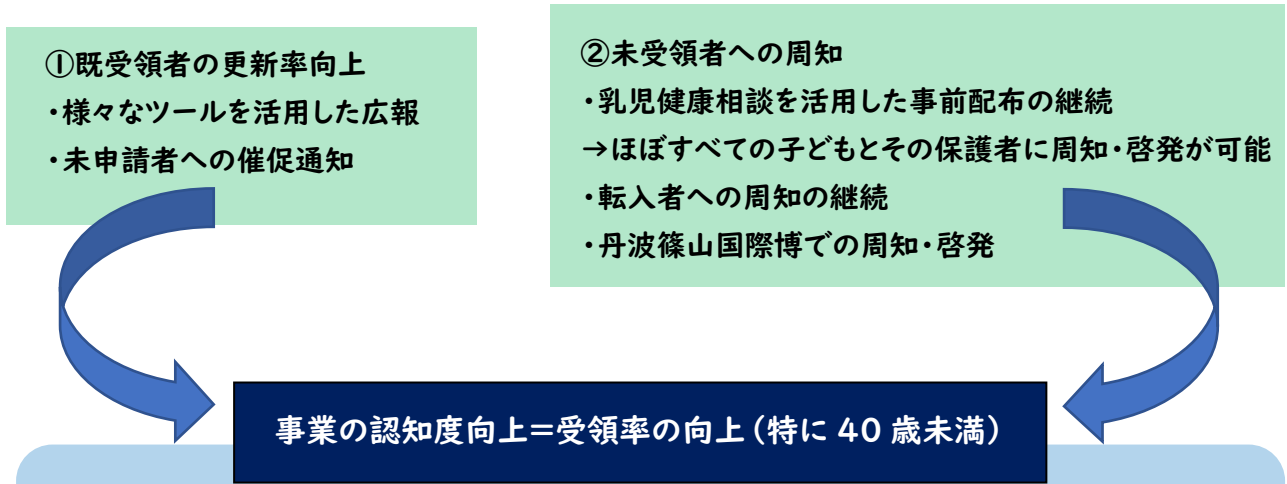 ①既受領者の更新率向上
・様々なツールを活用した広報
・未申請者への催促通知
②未受領者への周知
・乳児健康相談を活用した事前配布の継続
→ほぼすべての子どもとその保護者に周知・啓発が可能
・転入者への周知の継続
・丹波篠山国際博での周知・啓発
事業の認知度向上=受領率の向上(特に 40 歳未満)